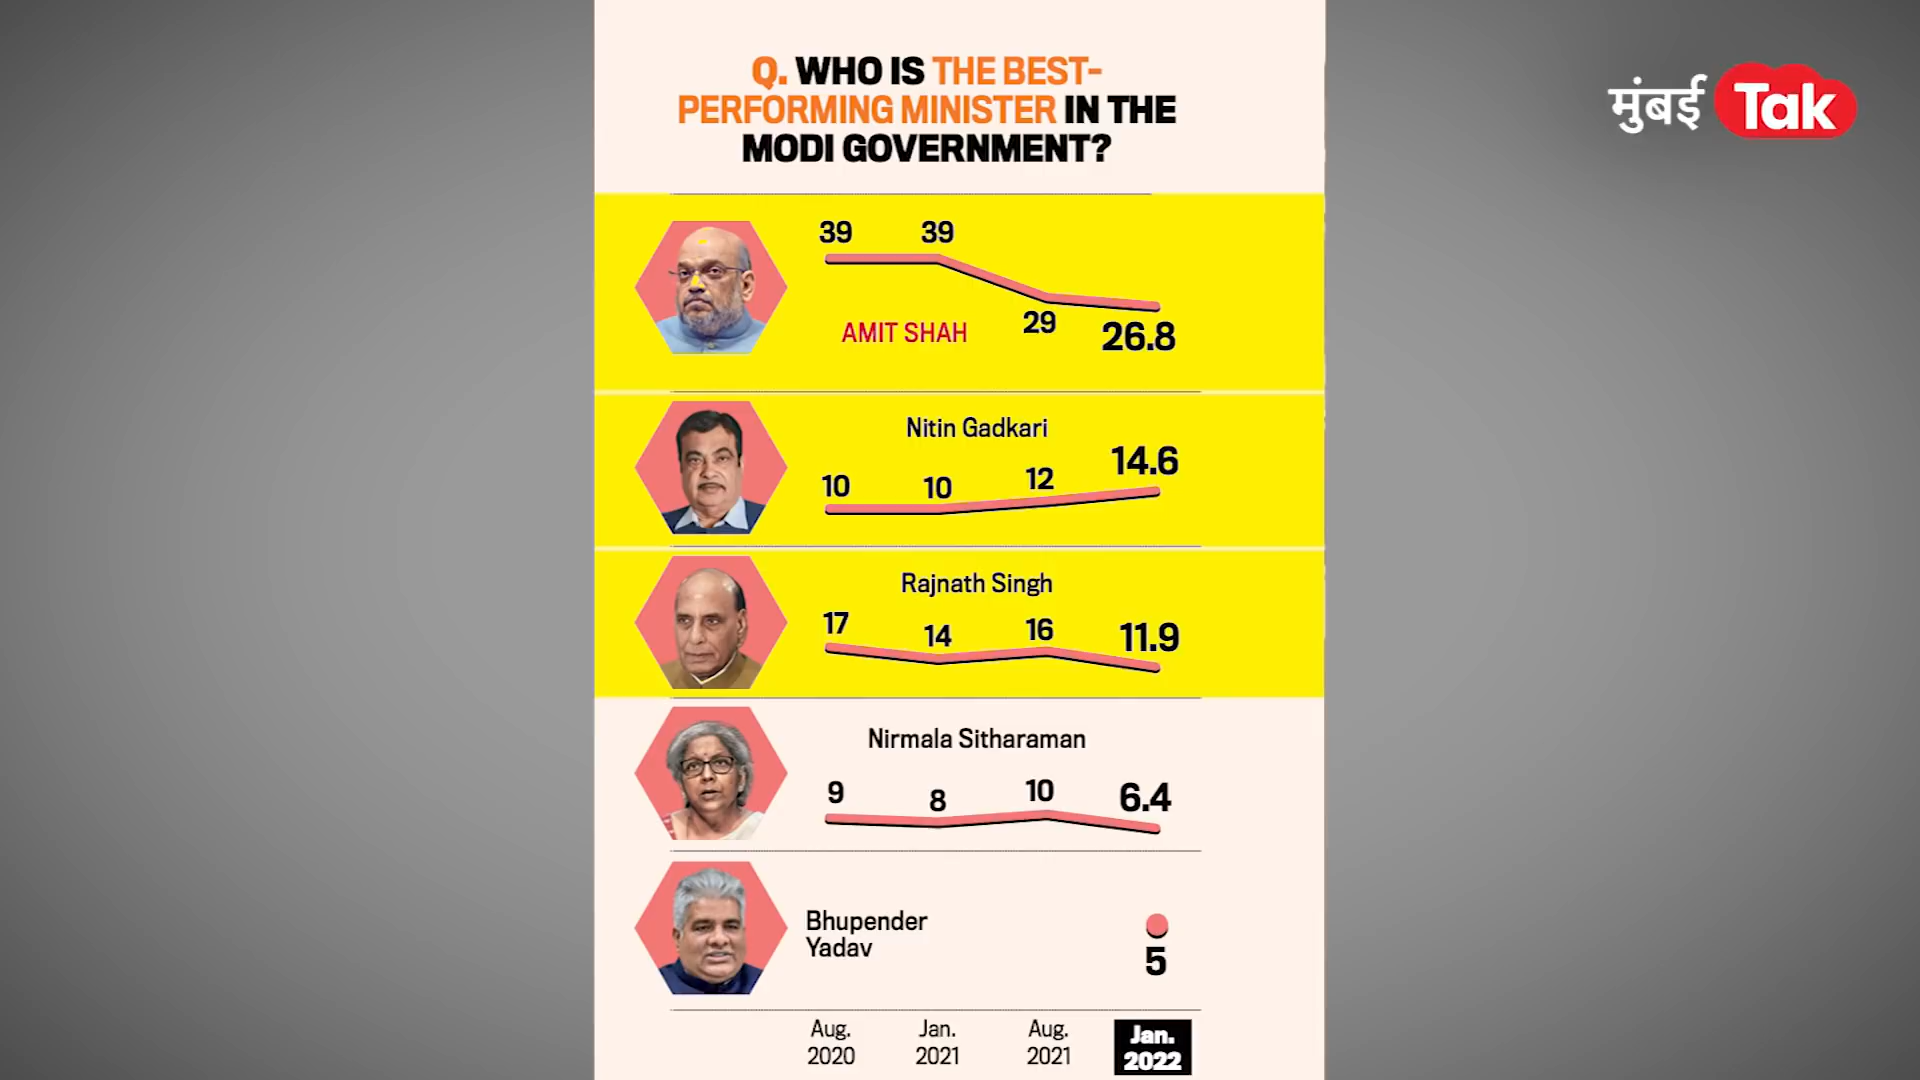 Q. WHO IS THE BEST-
PERFORMING MINISTER IN THE
MODI GOVERNMENT?
मुंबई Tak
39 39
AMIT SHAH 29 26.8
Nitin Gadkari
10 10 12 14.6
Rajnath Singh
17 14 16 11.9
Nirmala Sitharaman
9 8 10 6.4
Bhupender
Yadav
5
Aug. Jan. Aug. Jan.
2020 2021 2021 2022